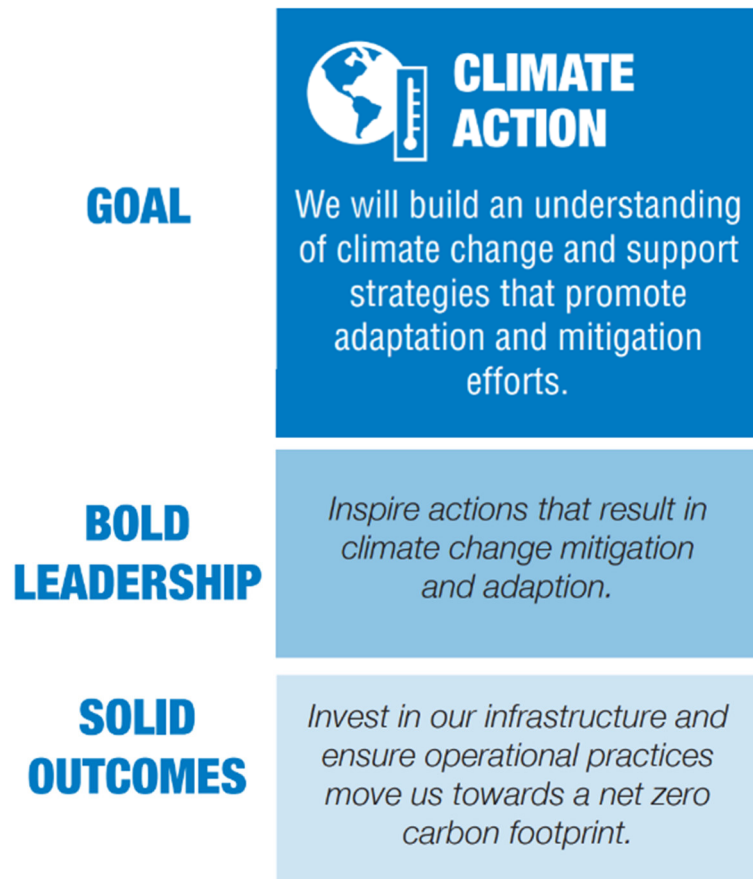 CLIMATE
ACTION
GOAL
We will build an understanding
of climate change and support
strategies that promote
adaptation and mitigation
efforts.
BOLD
LEADERSHIP
Inspire actions that result in
climate change mitigation
and adaption.
SOLID
OUTCOMES
Invest in our infrastructure and
ensure operational practices
move us towards a net zero
carbon footprint.